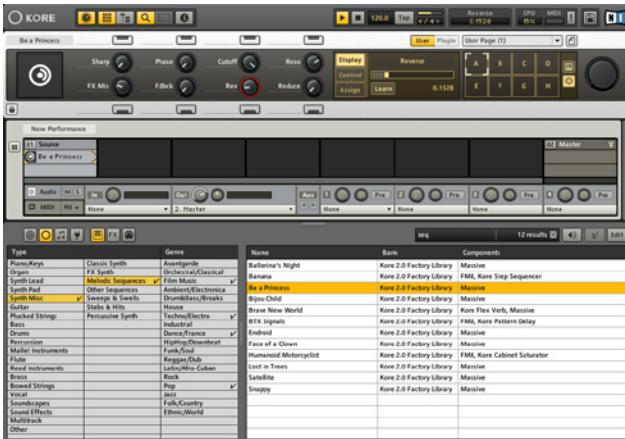 KORE
120.0 Tap 4 / 4 Reverse 0.1528 CPU 15% MIDI
Be a Princess User Plugin User Page (1)
Sharp Phase Cutoff Reso Display Reverse A B C D
Control
FX Mix Fdbck Rev Reduce Assign Learn 0.1528 E F G H
New Performance
01 Source 02 Master
Be a Princess
Audio M S In Out Aux 1 Pre 2 Pre 3 Pre 4 Pre
MIDI All None 2. Master None None None None
FX seq 12 results Edit
Type Genre Name Bank Components
Piano/Keys Classic Synth Avantgarde
Organ FX Synth Orchestral/Classical
Synth Lead Melodic Sequences Film Music
Synth Pad Other Sequences Ambient/Electronica
Synth Misc Sweeps & Swells Drum&Bass/Breaks
Guitar Stabs & Hits House
Plucked Strings Percussive Synth Techno/Electro
Bass Industrial
Drums Dance/Trance
Percussion HipHop/Downbeat
Mallet Instruments Funk/Soul
Flute Reggae/Dub
Reed Instruments Latin/Afro-Cuban
Brass Rock
Bowed Strings Pop
Vocal Jazz
Soundscapes Folk/Country
Sound Effects Ethnic/World
Multitrack
Other
Ballerina's Night Kore 2.0 Factory Library Massive
Banana Kore 2.0 Factory Library FM8, Kore Step Sequencer
Be a Princess Kore 2.0 Factory Library Massive
Bijou Child Kore 2.0 Factory Library Massive
Brave New World Kore 2.0 Factory Library Kore Flex Verb, Massive
BTX Signals Kore 2.0 Factory Library FM8, Kore Pattern Delay
Endroid Kore 2.0 Factory Library Massive
Face of a Clown Kore 2.0 Factory Library Massive
Humanoid Motorcyclist Kore 2.0 Factory Library FM8, Kore Cabinet Saturator
Lost in Trees Kore 2.0 Factory Library Massive
Satellite Kore 2.0 Factory Library Massive
Snappy Kore 2.0 Factory Library Massive